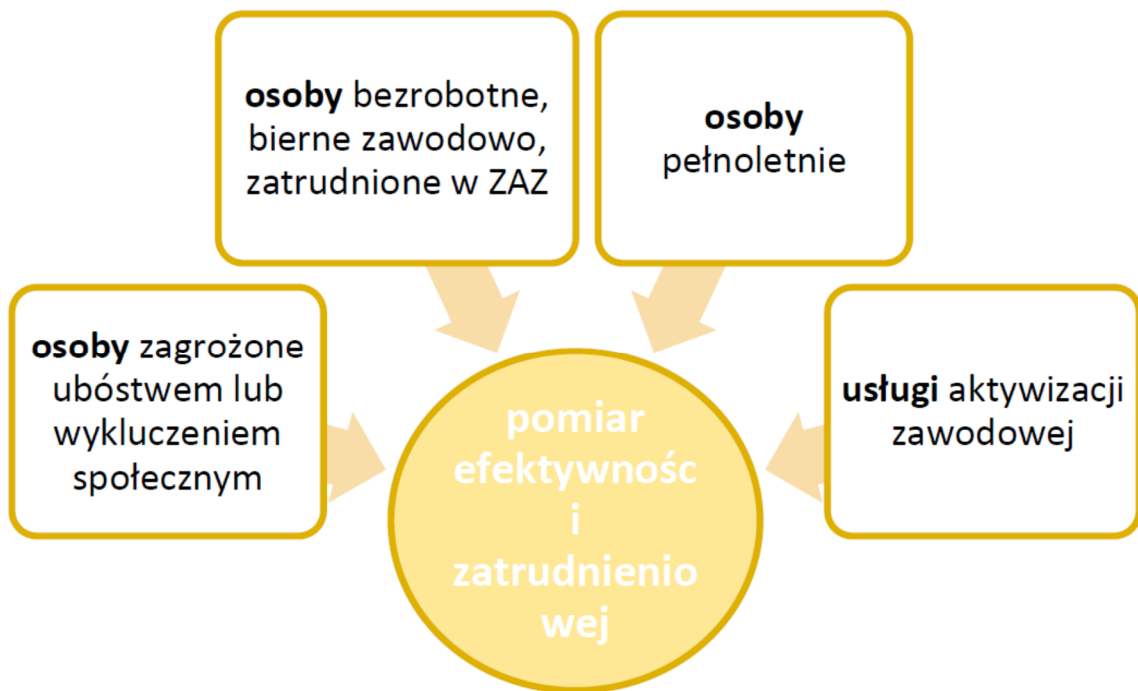 osoby bezrobotne,
bierne zawodowo,
zatrudnione w ZAZ
osoby
pełnoletnie
osoby zagrożone
ubóstwem lub
wykluczeniem
społecznym
usługi aktywizacji
zawodowej
pomiar
efektywnośc
i
zatrudnienio
wej